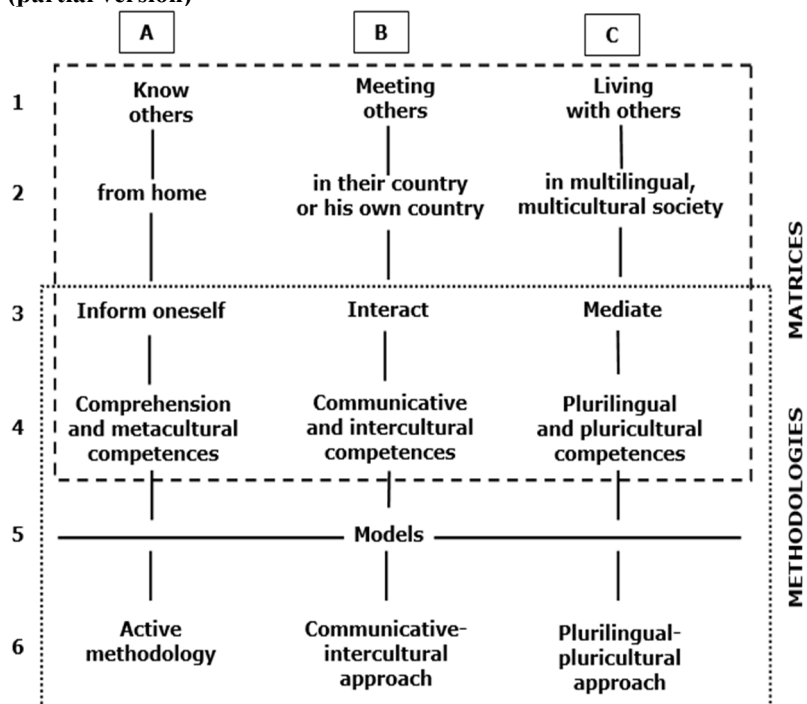 (partial version)
A B C
1 Know Meeting Living
others others with others
2 from home in their country in multilingual,
or his own country multicultural society
3 Inform oneself Interact Mediate
4 Comprehension Communicative Plurilingual
and metacultural and intercultural and pluricultural
competences competences competences
5 Models
6 Active Communicative- Plurilingual-
methodology intercultural pluricultural
approach approach
MATRICES
METHODOLOGIES